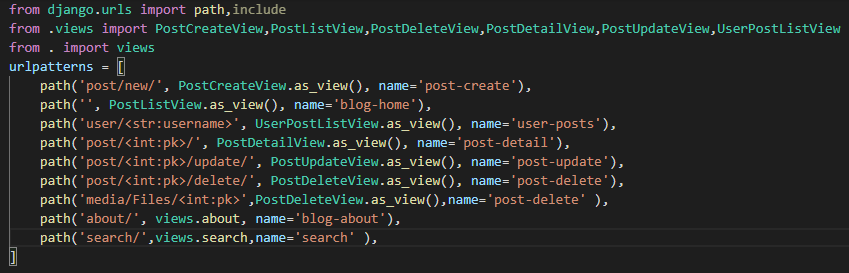 from django.urls import path,include
from .views import PostCreateView,PostListView,PostDeleteView,PostDetailView,PostUpdateView,UserPostListView
from . import views
urlpatterns = [
    path('post/new/', PostCreateView.as_view(), name='post-create'),
    path('', PostListView.as_view(), name='blog-home'),
    path('user/<str:username>', UserPostListView.as_view(), name='user-posts'),
    path('post/<int:pk>/', PostDetailView.as_view(), name='post-detail'),
    path('post/<int:pk>/update/', PostUpdateView.as_view(), name='post-update'),
    path('post/<int:pk>/delete/', PostDeleteView.as_view(), name='post-delete'),
    path('media/Files/<int:pk>',PostDeleteView.as_view(),name='post-delete' ),
    path('about/', views.about, name='blog-about'),
    path('search/',views.search,name='search' ),
]